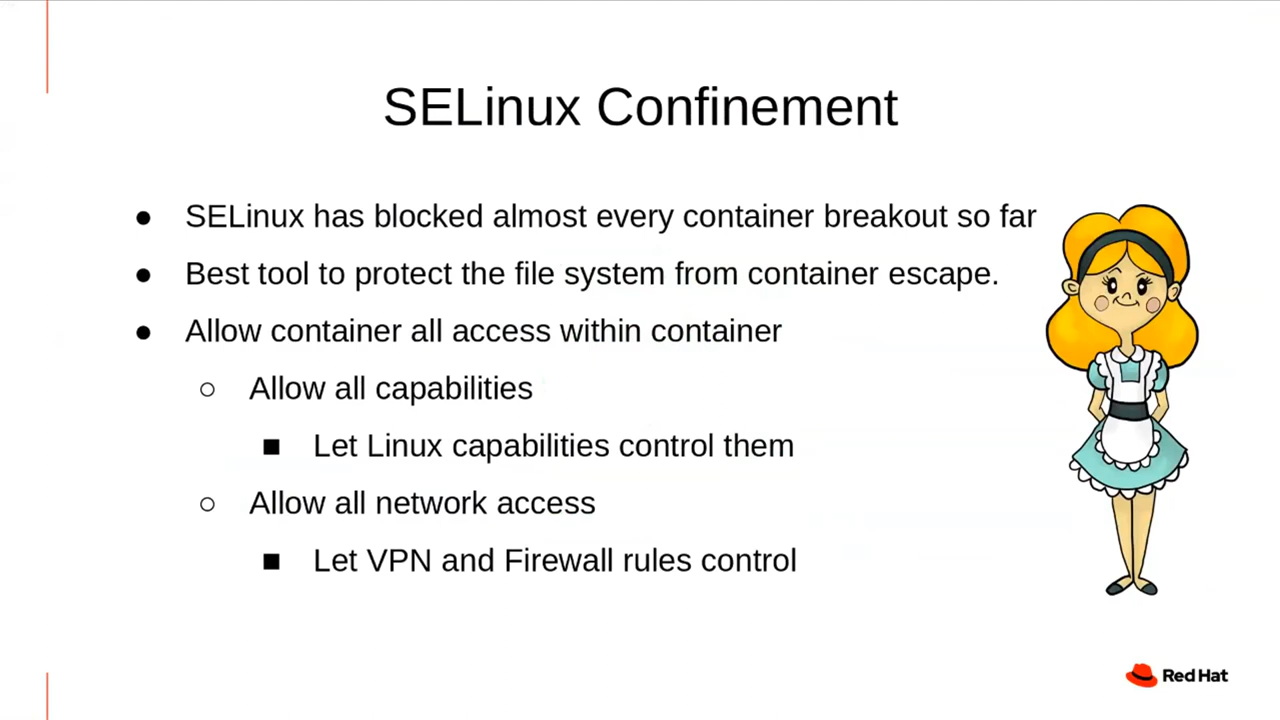 SELinux Confinement
● SELinux has blocked almost every container breakout so far
● Best tool to protect the file system from container escape.
● Allow container all access within container
○ Allow all capabilities
■ Let Linux capabilities control them
○ Allow all network access
■ Let VPN and Firewall rules control
Red Hat